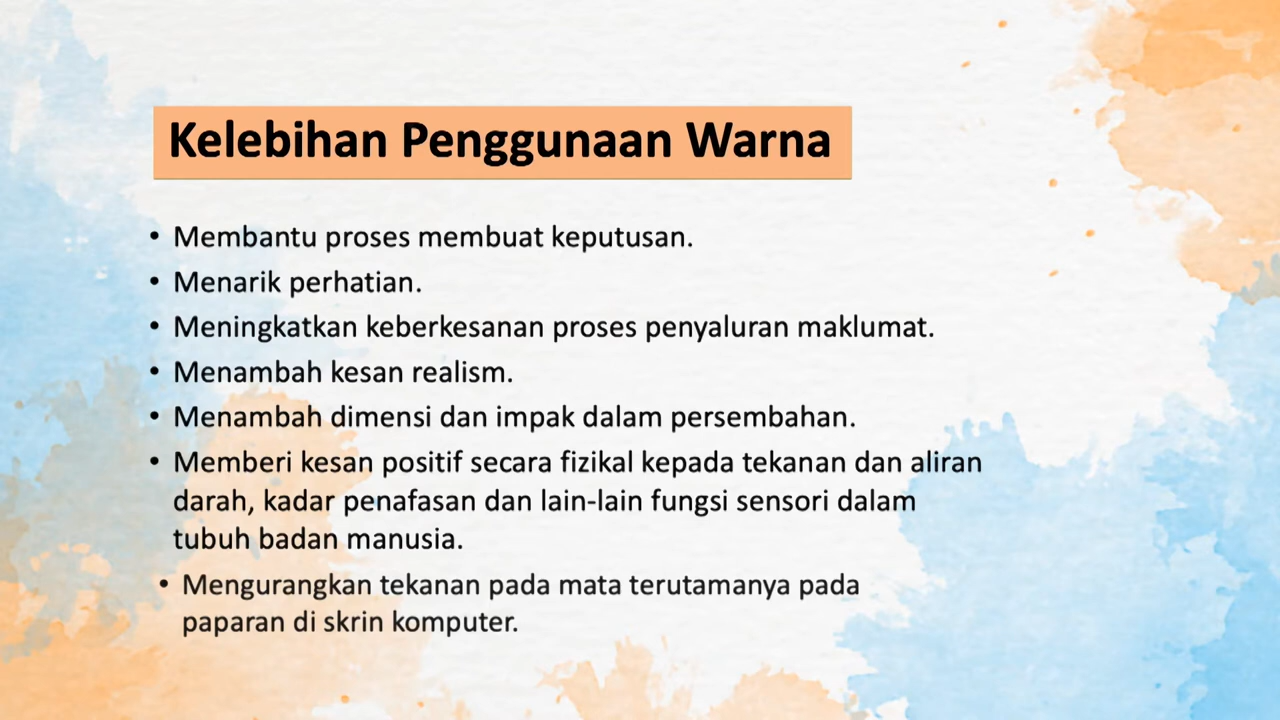 Kelebihan Penggunaan Warna
• Membantu proses membuat keputusan.
• Menarik perhatian.
• Meningkatkan keberkesanan proses penyaluran maklumat.
• Menambah kesan realism.
• Menambah dimensi dan impak dalam persembahan.
• Memberi kesan positif secara fizikal kepada tekanan dan aliran
darah, kadar penafasan dan lain-lain fungsi sensori dalam
tubuh badan manusia.
• Mengurangkan tekanan pada mata terutamanya pada
paparan di skrin komputer.